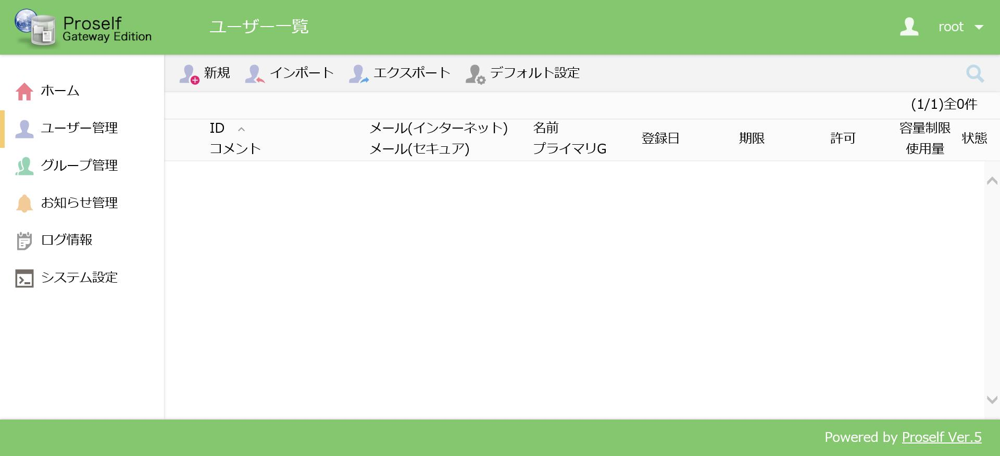 Proself
Gateway Edition
ユーザー一覧
root
新規
インポート
エクスポート
デフォルト設定
ホーム
ユーザー管理
グループ管理
お知らせ管理
ログ情報
システム設定
(1/1)全0件
ID
コメント
メール(インターネット)
メール(セキュア)
名前
プライマリG
登録日
期限
許可
容量制限
使用量
状態
Powered by Proself Ver.5